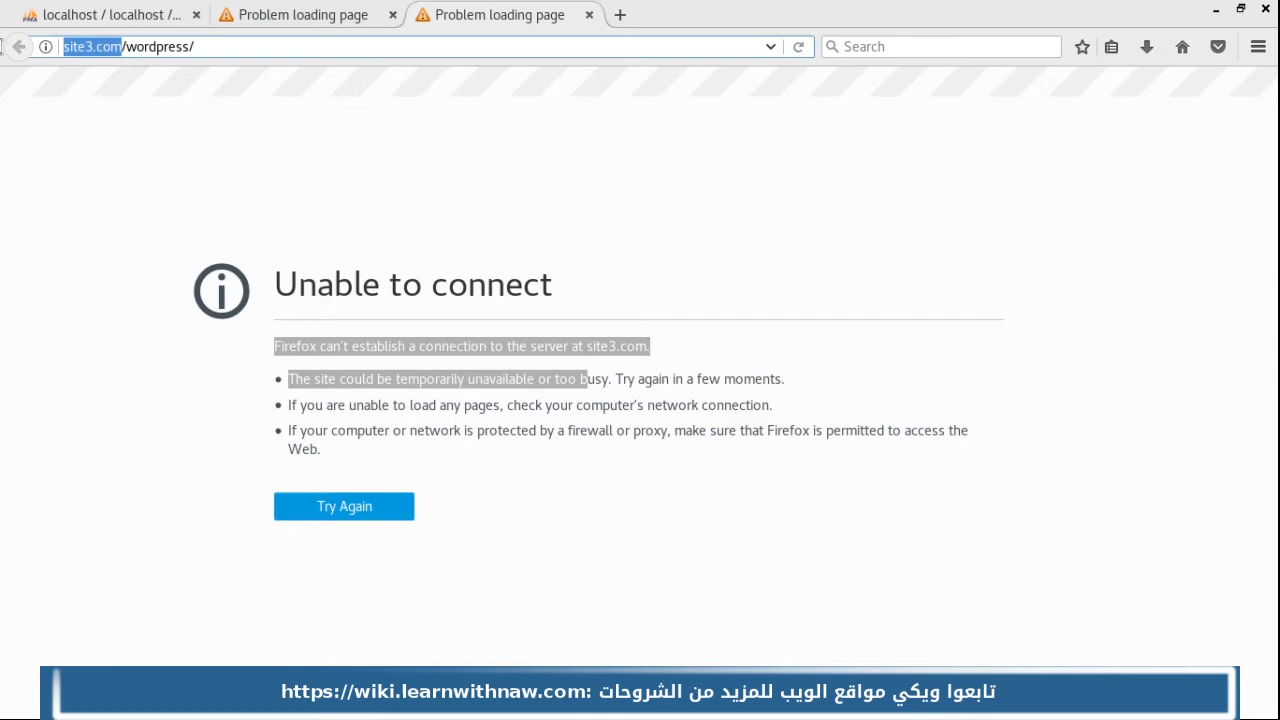 localhost / localhost /...
Problem loading page
Problem loading page
site3.com/wordpress/
Search
Unable to connect
Firefox can't establish a connection to the server at site3.com.
• The site could be temporarily unavailable or too busy. Try again in a few moments.
• If you are unable to load any pages, check your computer's network connection.
• If your computer or network is protected by a firewall or proxy, make sure that Firefox is permitted to access the
Web.
Try Again
تابعوا ويكي مواقع الويب للمزيد من الشروحات :https://wiki.learnwithnaw.com